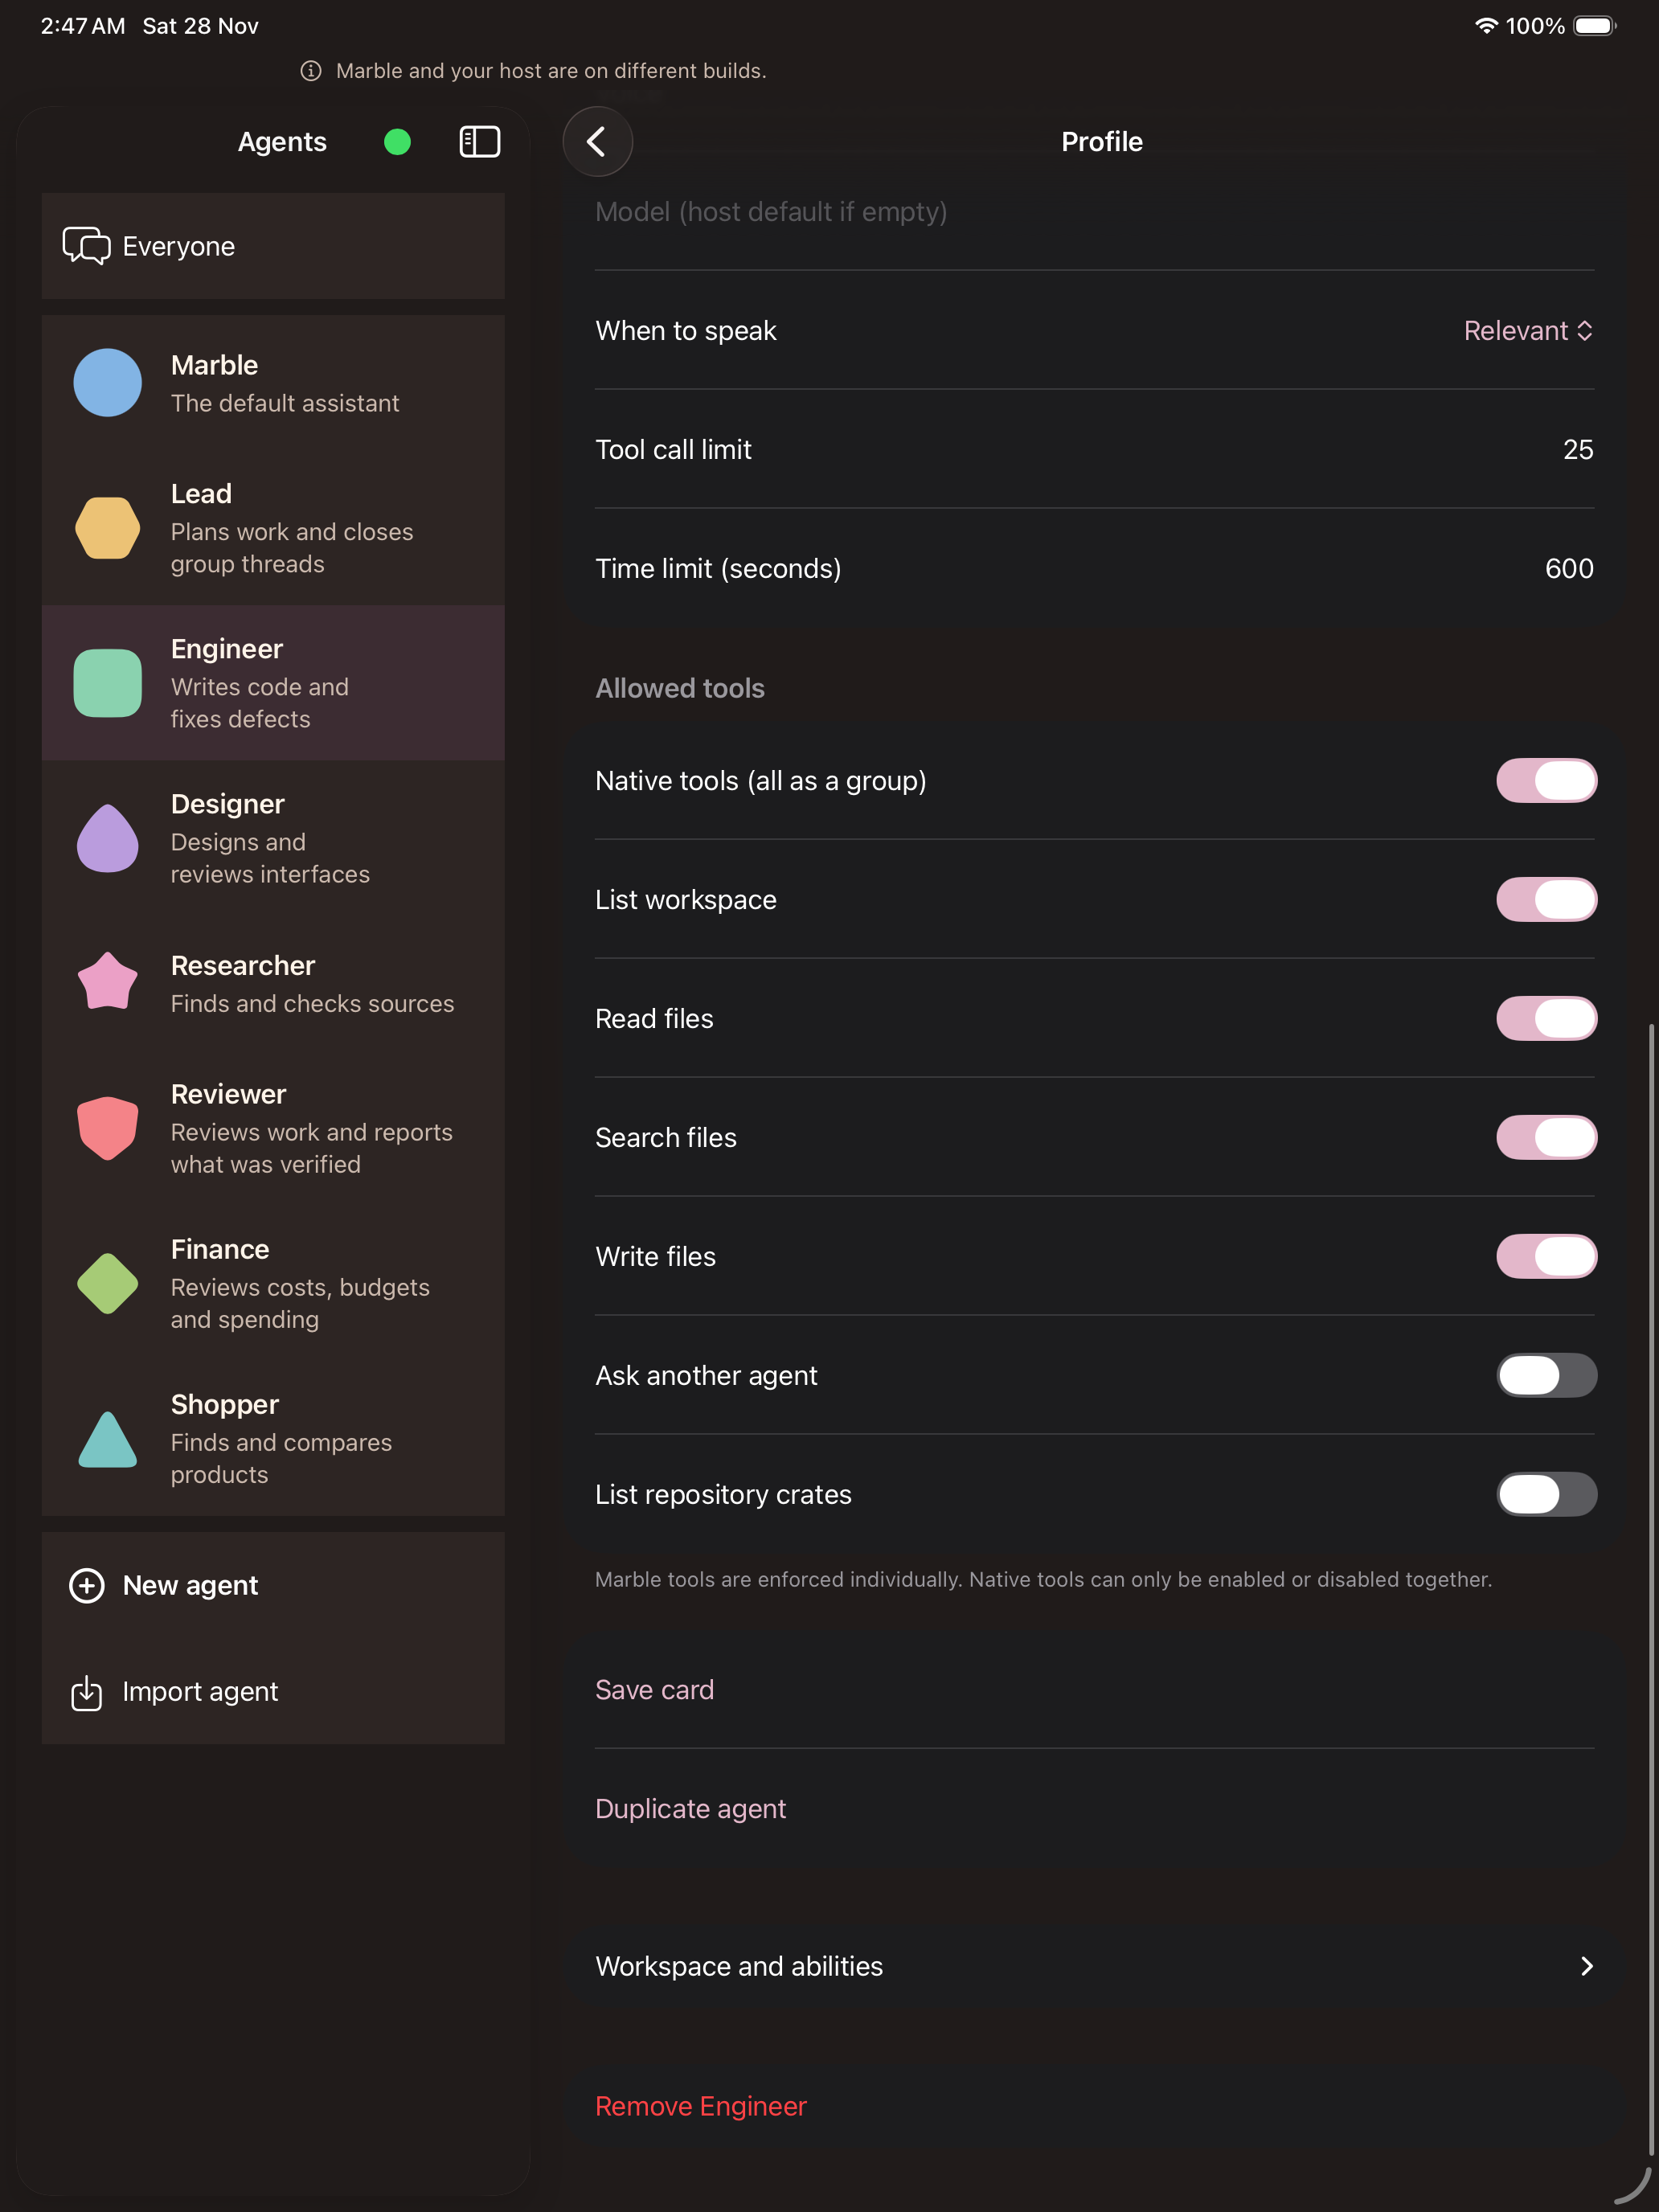 2:47 AM Sat 28 Nov
100%
Marble and your host are on different builds.
Agents
Everyone
Marble
The default assistant
Lead
Plans work and closes
group threads
Engineer
Writes code and
fixes defects
Designer
Designs and
reviews interfaces
Researcher
Finds and checks sources
Reviewer
Reviews work and reports
what was verified
Finance
Reviews costs, budgets
and spending
Shopper
Finds and compares
products
New agent
Import agent
Profile
Model (host default if empty)
When to speak
Relevant
Tool call limit
25
Time limit (seconds)
600
Allowed tools
Native tools (all as a group)
List workspace
Read files
Search files
Write files
Ask another agent
List repository crates
Marble tools are enforced individually. Native tools can only be enabled or disabled together.
Save card
Duplicate agent
Workspace and abilities
Remove Engineer